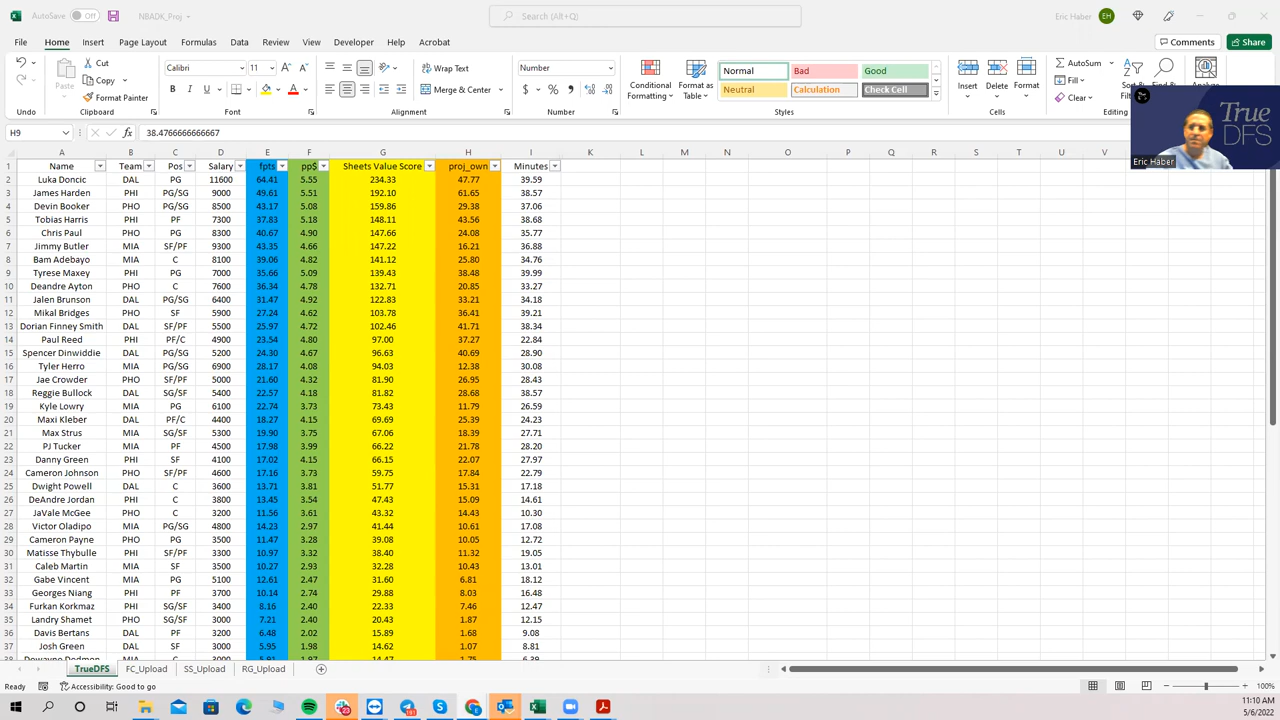 AutoSave Off NBADK_Proj Search (Alt+Q) Eric Haber EH
File Home Insert Page Layout Formulas Data Review View Developer Help Acrobat Comments Share
Undo Clipboard Font Alignment Number Styles Cells
Paste Cut Copy Format Painter
Calibri 11 B I U A
Wrap Text Merge & Center
Number $ % ,
Conditional Formatting Format as Table
Normal Bad Good
Neutral Calculation Check Cell
Insert Delete Format
AutoSum Fill Clear
H9 fx 38.4766666666667
True DFS
Eric Haber
A B C D E F G H I J K L M N O P Q R S T U V
1 Name Team Pos Salary fpts pp$ Sheets Value Score proj_own Minutes
2 Luka Doncic DAL PG 11600 64.41 5.55 234.33 47.77 39.59
3 James Harden PHI PG/SG 9000 49.61 5.51 192.10 61.65 38.53
4 Devin Booker PHO PG/SG 8500 43.17 5.08 159.86 29.38 37.06
5 Tobias Harris PHI PF 7300 37.83 5.18 148.11 43.56 38.68
6 Chris Paul PHO PG 8300 40.67 4.90 147.66 24.08 35.77
7 Jimmy Butler MIA SF/PF 9300 43.35 4.66 147.22 16.21 36.88
8 Bam Adebayo MIA C 8100 39.06 4.82 141.12 25.80 34.76
9 Tyrese Maxey PHI PG 7000 35.66 5.09 139.43 38.48 39.99
10 Deandre Ayton PHO C 7600 36.34 4.78 132.71 20.85 33.27
11 Jalen Brunson DAL PG/SG 6400 31.47 4.92 122.83 33.21 34.18
12 Mikal Bridges PHO SF 5900 27.24 4.62 103.78 36.41 39.21
13 Dorian Finney Smith DAL SF/PF 5500 25.97 4.72 102.46 41.71 38.34
14 Paul Reed PHI PF/C 4900 23.54 4.80 97.00 37.27 22.84
15 Spencer Dinwiddie DAL PG/SG 5200 24.30 4.67 96.63 40.69 28.90
16 Tyler Herro MIA PG/SG 6900 28.17 4.08 94.03 12.38 30.08
17 Jae Crowder PHO SF/PF 5000 21.60 4.32 81.90 26.95 28.43
18 Reggie Bullock DAL SG/SF 5400 22.57 4.18 81.82 28.68 38.57
19 Kyle Lowry MIA PG 6100 22.74 3.73 73.43 11.79 26.59
20 Maxi Kleber DAL PF/C 4400 18.27 4.15 69.69 25.39 24.23
21 Max Strus MIA SG/SF 5300 19.90 3.75 67.06 18.39 27.71
22 PJ Tucker MIA PF 4500 17.98 3.99 66.22 21.78 28.20
23 Danny Green PHI SF 4100 17.02 4.15 66.15 22.07 27.97
24 Cameron Johnson PHO SF/PF 4600 17.16 3.73 59.75 17.84 22.79
25 Dwight Powell DAL C 3600 13.71 3.81 51.77 15.31 17.18
26 DeAndre Jordan PHI C 3800 13.45 3.54 47.43 15.09 14.61
27 JaVale McGee PHO C 3200 11.56 3.61 43.32 14.43 10.30
28 Victor Oladipo MIA PG/SG 4800 14.23 2.97 41.44 10.61 17.08
29 Cameron Payne PHO PG 3500 11.47 3.28 39.08 10.05 12.72
30 Matisse Thybulle PHI SF/PF 3300 10.97 3.32 38.40 11.32 19.05
31 Caleb Martin MIA SF 3500 10.27 2.93 32.28 10.43 13.01
32 Gabe Vincent MIA PG 5100 12.61 2.47 31.60 6.81 18.12
33 Georges Niang PHI PF 3700 10.14 2.74 29.88 8.03 16.48
34 Furkan Korkmaz PHI SG/SF 3400 8.16 2.40 22.33 7.46 12.47
35 Landry Shamet PHO PG/SG 3000 7.21 2.40 20.43 1.87 12.15
36 Davis Bertans DAL PF 3200 6.48 2.02 15.89 1.68 9.08
37 Josh Green DAL SF 3000 5.95 1.98 14.62 1.07 8.81
TrueDFS FC_Upload SS_Upload RG_Upload
Ready Accessibility: Good to go 100%
11:10 AM
5/6/2022